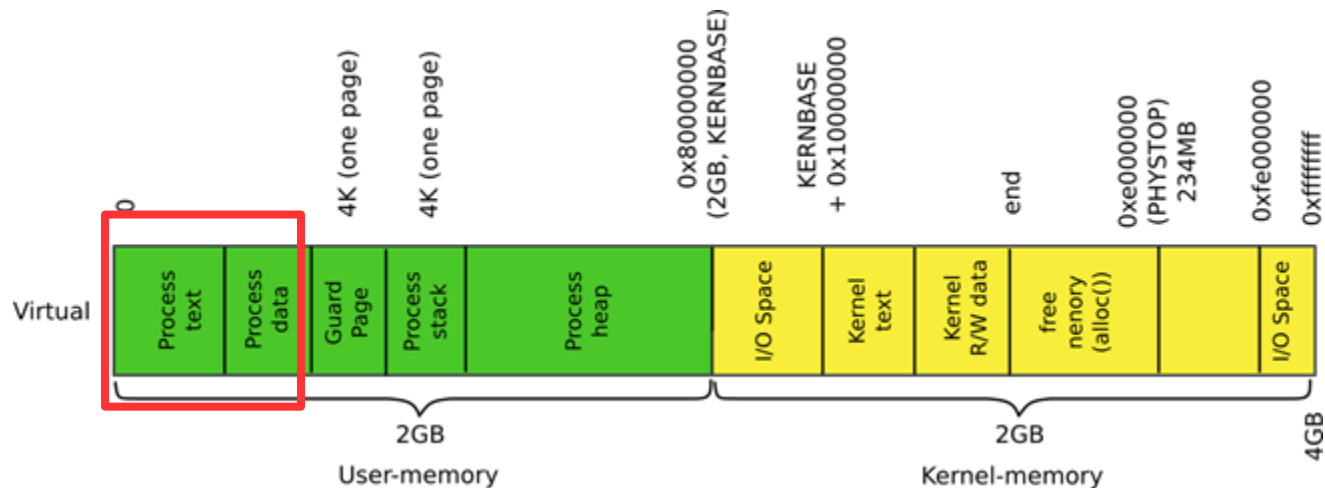 0
4K (one page)
4K (one page)
0x80000000
(2GB, KERNBASE)
KERNBASE
+ 0x10000000
end
0xe000000
(PHYSTOP)
234MB
0xfe000000
0xffffffff
Virtual
Process
text
Process
data
Guard
Page
Process
stack
Process
heap
I/O Space
Kernel
text
Kernel
R/W data
free
nenory
(alloc())
I/O Space
2GB
2GB
4GB
User-memory
Kernel-memory